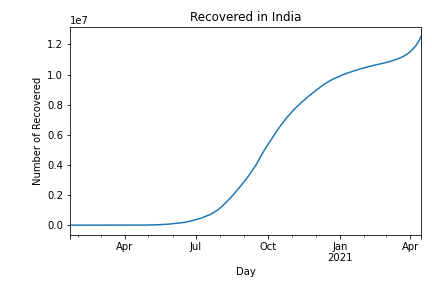 Recovered in India
1e7
1.2
1.0
0.8
0.6
0.4
0.2
0.0
Number of Recovered
Apr
Jul
Oct
Jan
2021
Apr
Day